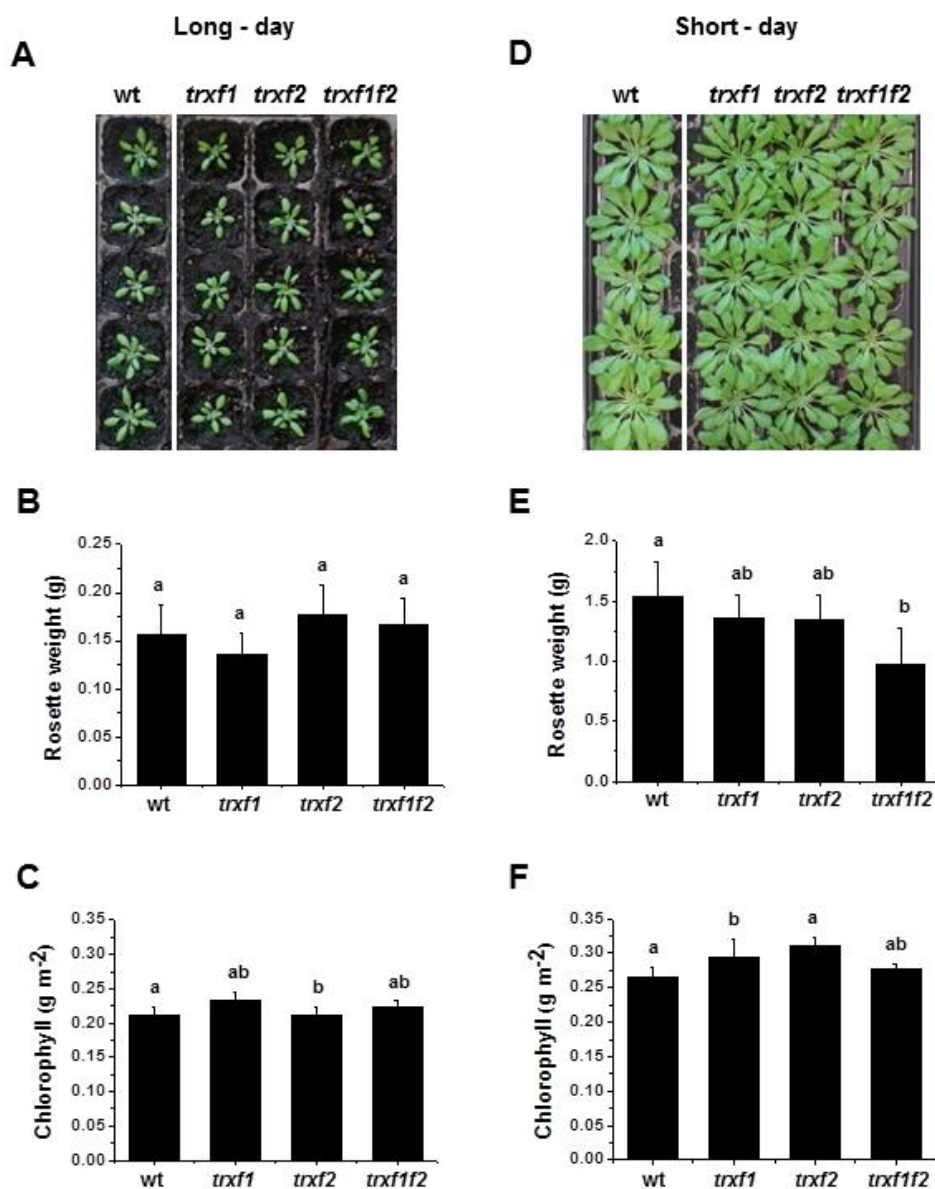 Long - day
A
wt trxf1 trxf2 trxf1f2
B
Rosette weight (g)
0.25
0.20
0.15
0.10
0.05
0.00
a
a
a
a
wt trxf1 trxf2 trxf1f2
C
Chlorophyll (g m-2)
0.35
0.30
0.25
0.20
0.15
0.10
0.05
0.00
a
ab
b
ab
wt trxf1 trxf2 trxf1f2
Short - day
D
wt trxf1 trxf2 trxf1f2
E
Rosette weight (g)
2.0
1.5
1.0
0.5
0.0
a
ab
ab
b
wt trxf1 trxf2 trxf1f2
F
Chlorophyll (g m-2)
0.35
0.30
0.25
0.20
0.15
0.10
0.05
0.00
a
b
a
ab
wt trxf1 trxf2 trxf1f2